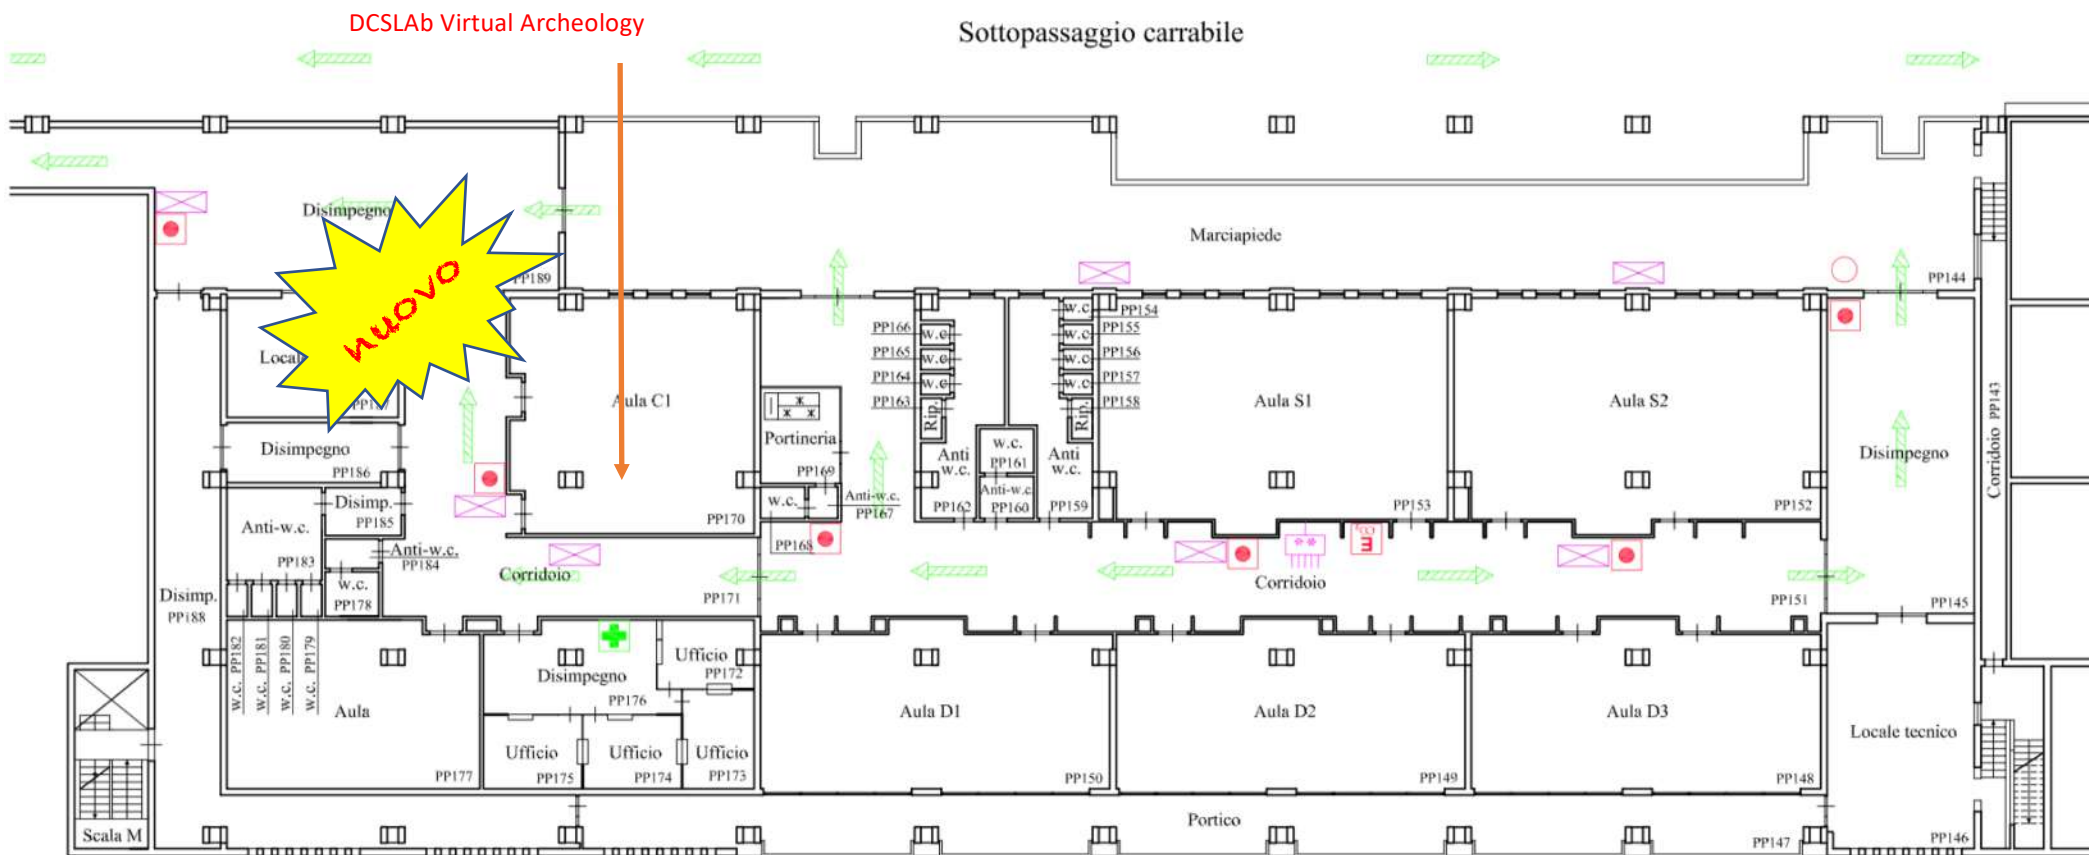 DCSLAb Virtual Archeology
Sottopassaggio carrabile
Disimpegno
PP189
nuovo
Marciapiede
PP144
PP166
w.c
PP165
w.c
PP164
w.c
PP163
Rip.
w.c
PP154
w.c
PP155
w.c
PP156
w.c
PP157
Rip.
PP158
Aula C1
PP170
Portineria
PP169
w.c.
Anti-w.c.
PP167
PP168
Anti
w.c.
PP162
w.c.
PP161
Anti-w.c.
PP160
Anti
w.c.
PP159
Aula S1
PP153
Aula S2
PP152
Disimpegno
PP145
Corridoio PP143
Disimpegno
PP186
Disimp.
PP185
Anti-w.c.
PP183
Anti-w.c.
PP184
w.c.
PP178
Disimp.
PP188
Corridoio
PP171
Corridoio
PP151
w.c. PP182
w.c. PP181
w.c. PP180
w.c. PP179
Aula
PP177
Disimpegno
PP176
Ufficio
PP172
Ufficio
PP175
Ufficio
PP174
Ufficio
PP173
Aula D1
PP150
Aula D2
PP149
Aula D3
PP148
Locale tecnico
PP146
Scala M
Portico
PP147